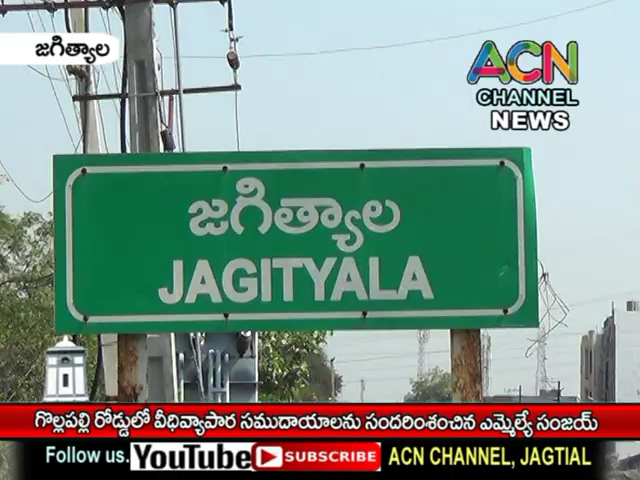 జగిత్యాల
ACN
CHANNEL
NEWS
జగిత్యాల
JAGITYALA
గొల్లపల్లి రోడ్డులో వీధివ్యాపార సముదాయాలను సందరింశంచిన ఎమ్మెల్యే సంజయ్
Follow us. YouTube SUBSCRIBE ACN CHANNEL, JAGTIAL